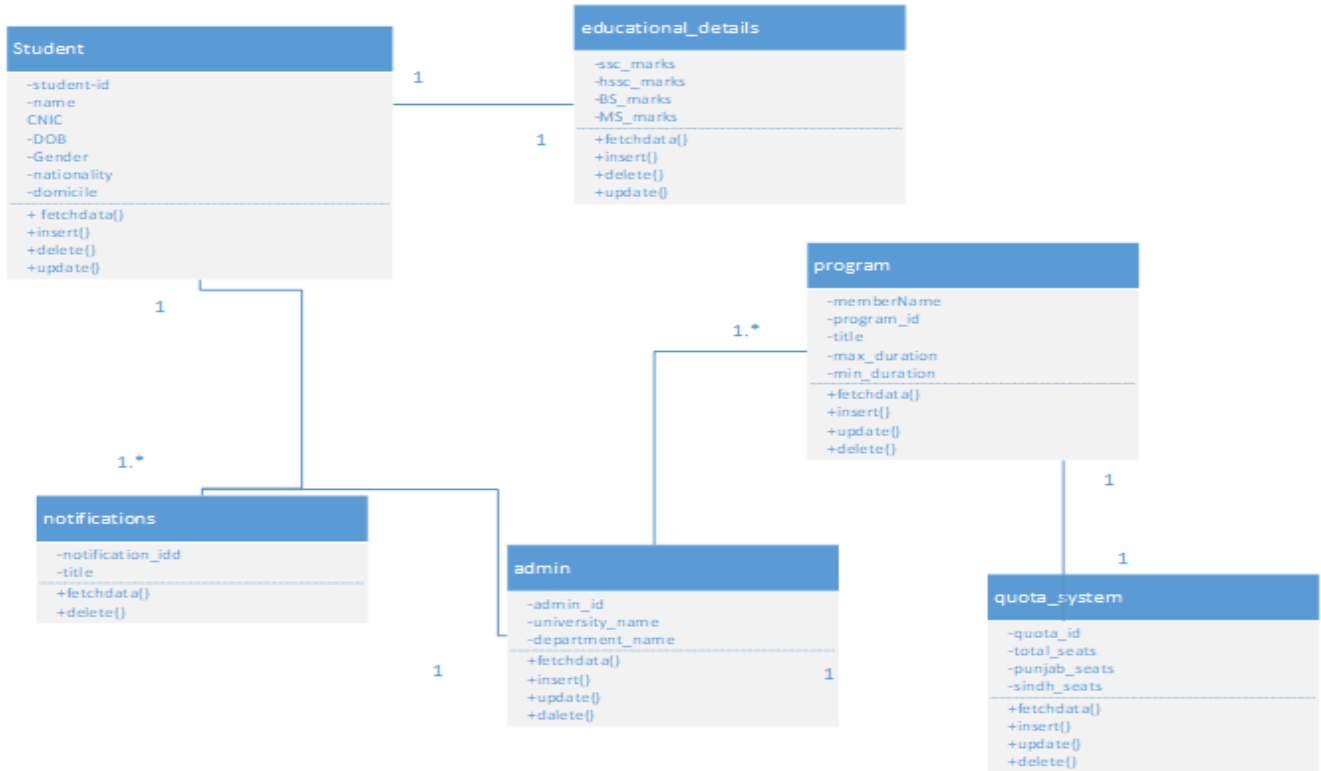 Student
-student-id
-name
CNIC
-DOB
-Gender
-nationality
-domicile
+ fetchdata()
+insert()
+delete()
+update()
1
1
educational_details
-ssc_marks
-hssc_marks
-BS_marks
-MS_marks
+fetchdata()
+insert()
+delete()
+update()
program
-memberName
-program_id
-title
-max_duration
-min_duration
+fetchdata()
+insert()
+update()
+delete()
1
1.*
1.*
1
1
notifications
-notification_idd
-title
+fetchdata()
+delete()
admin
-admin_id
-university_name
-department_name
+fetchdata()
+insert()
+update()
+dalete()
1
1
quota_system
-quota_id
-total_seats
-punjab_seats
-sindh_seats
+fetchdata()
+insert()
+update()
+delete()